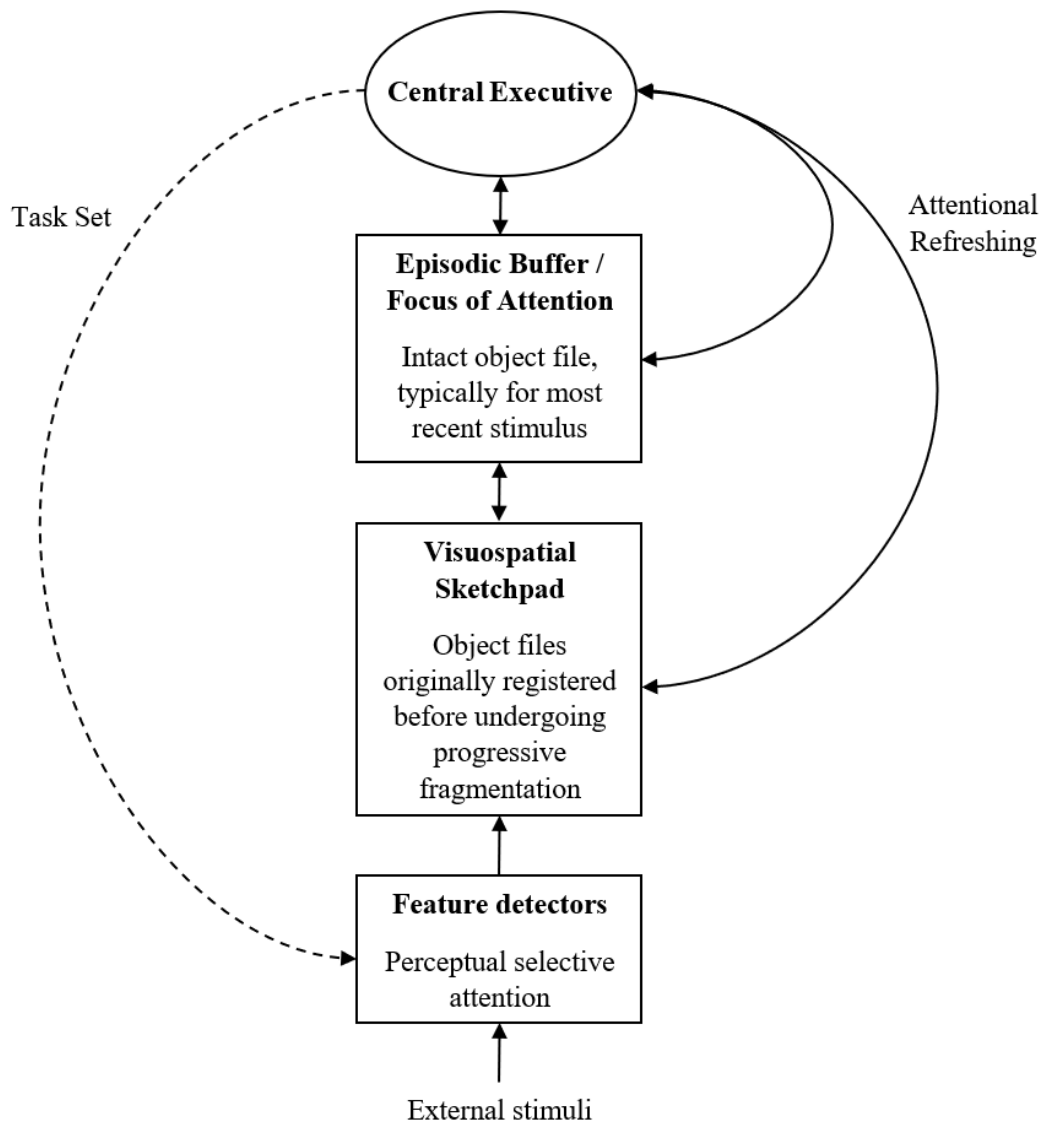 Central Executive
Task Set
Attentional
Refreshing
Episodic Buffer /
Focus of Attention
Intact object file,
typically for most
recent stimulus
Visuospatial
Sketchpad
Object files
originally registered
before undergoing
progressive
fragmentation
Feature detectors
Perceptual selective
attention
External stimuli